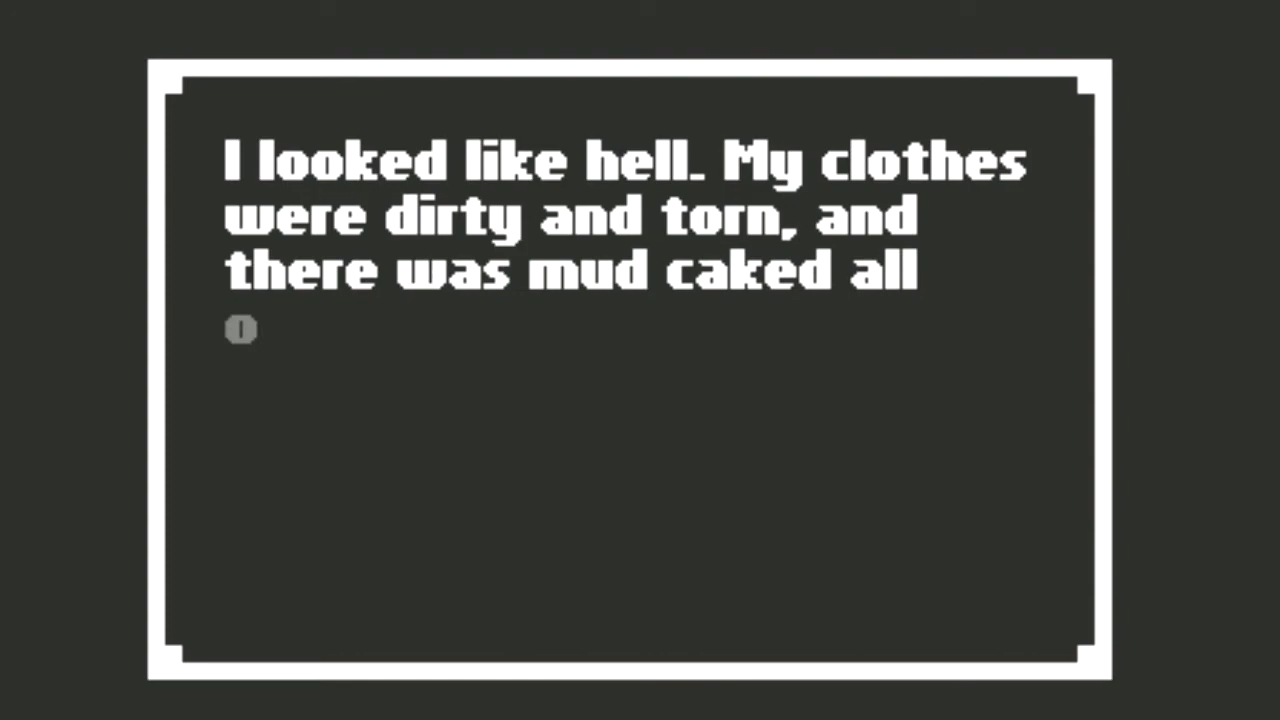 I looked like hell. My clothes
were dirty and torn, and
there was mud caked all